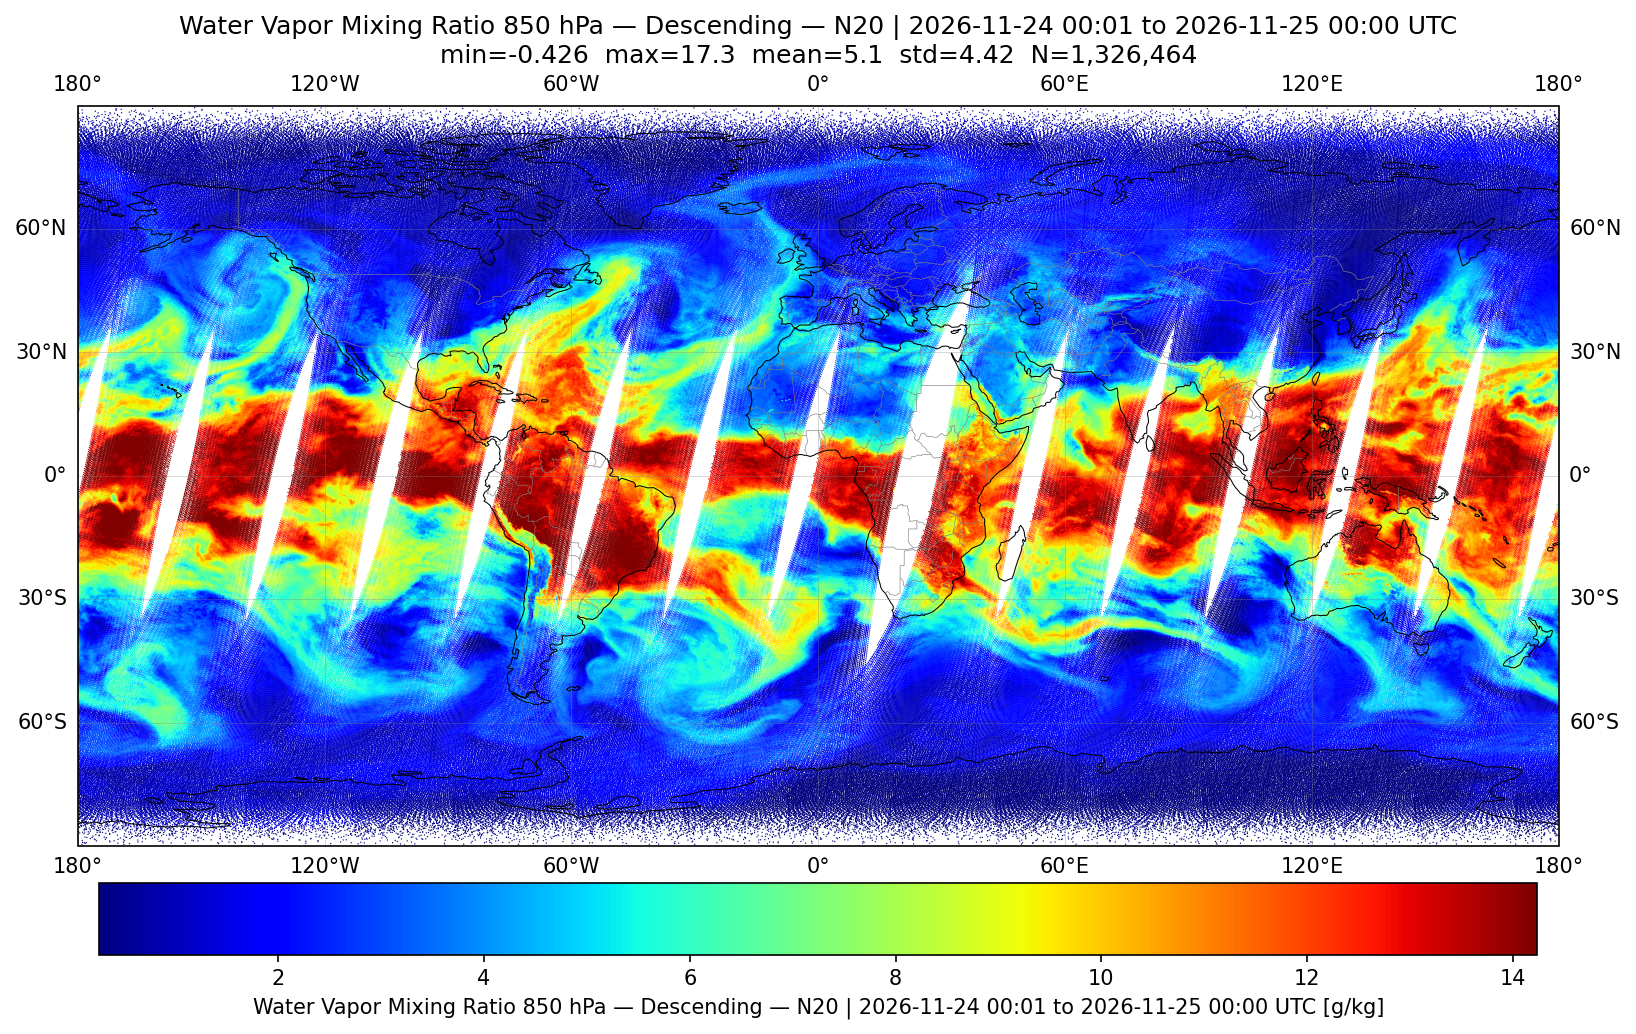 Water Vapor Mixing Ratio 850 hPa — Descending — N20 | 2026-11-24 00:01 to 2026-11-25 00:00 UTC
min=-0.426 max=17.3 mean=5.1 std=4.42 N=1,326,464
180° 120°W 60°W 0° 60°E 120°E 180°
60°N 60°N
30°N 30°N
0° 0°
30°S 30°S
60°S 60°S
180° 120°W 60°W 0° 60°E 120°E 180°
2 4 6 8 10 12 14
Water Vapor Mixing Ratio 850 hPa — Descending — N20 | 2026-11-24 00:01 to 2026-11-25 00:00 UTC [g/kg]